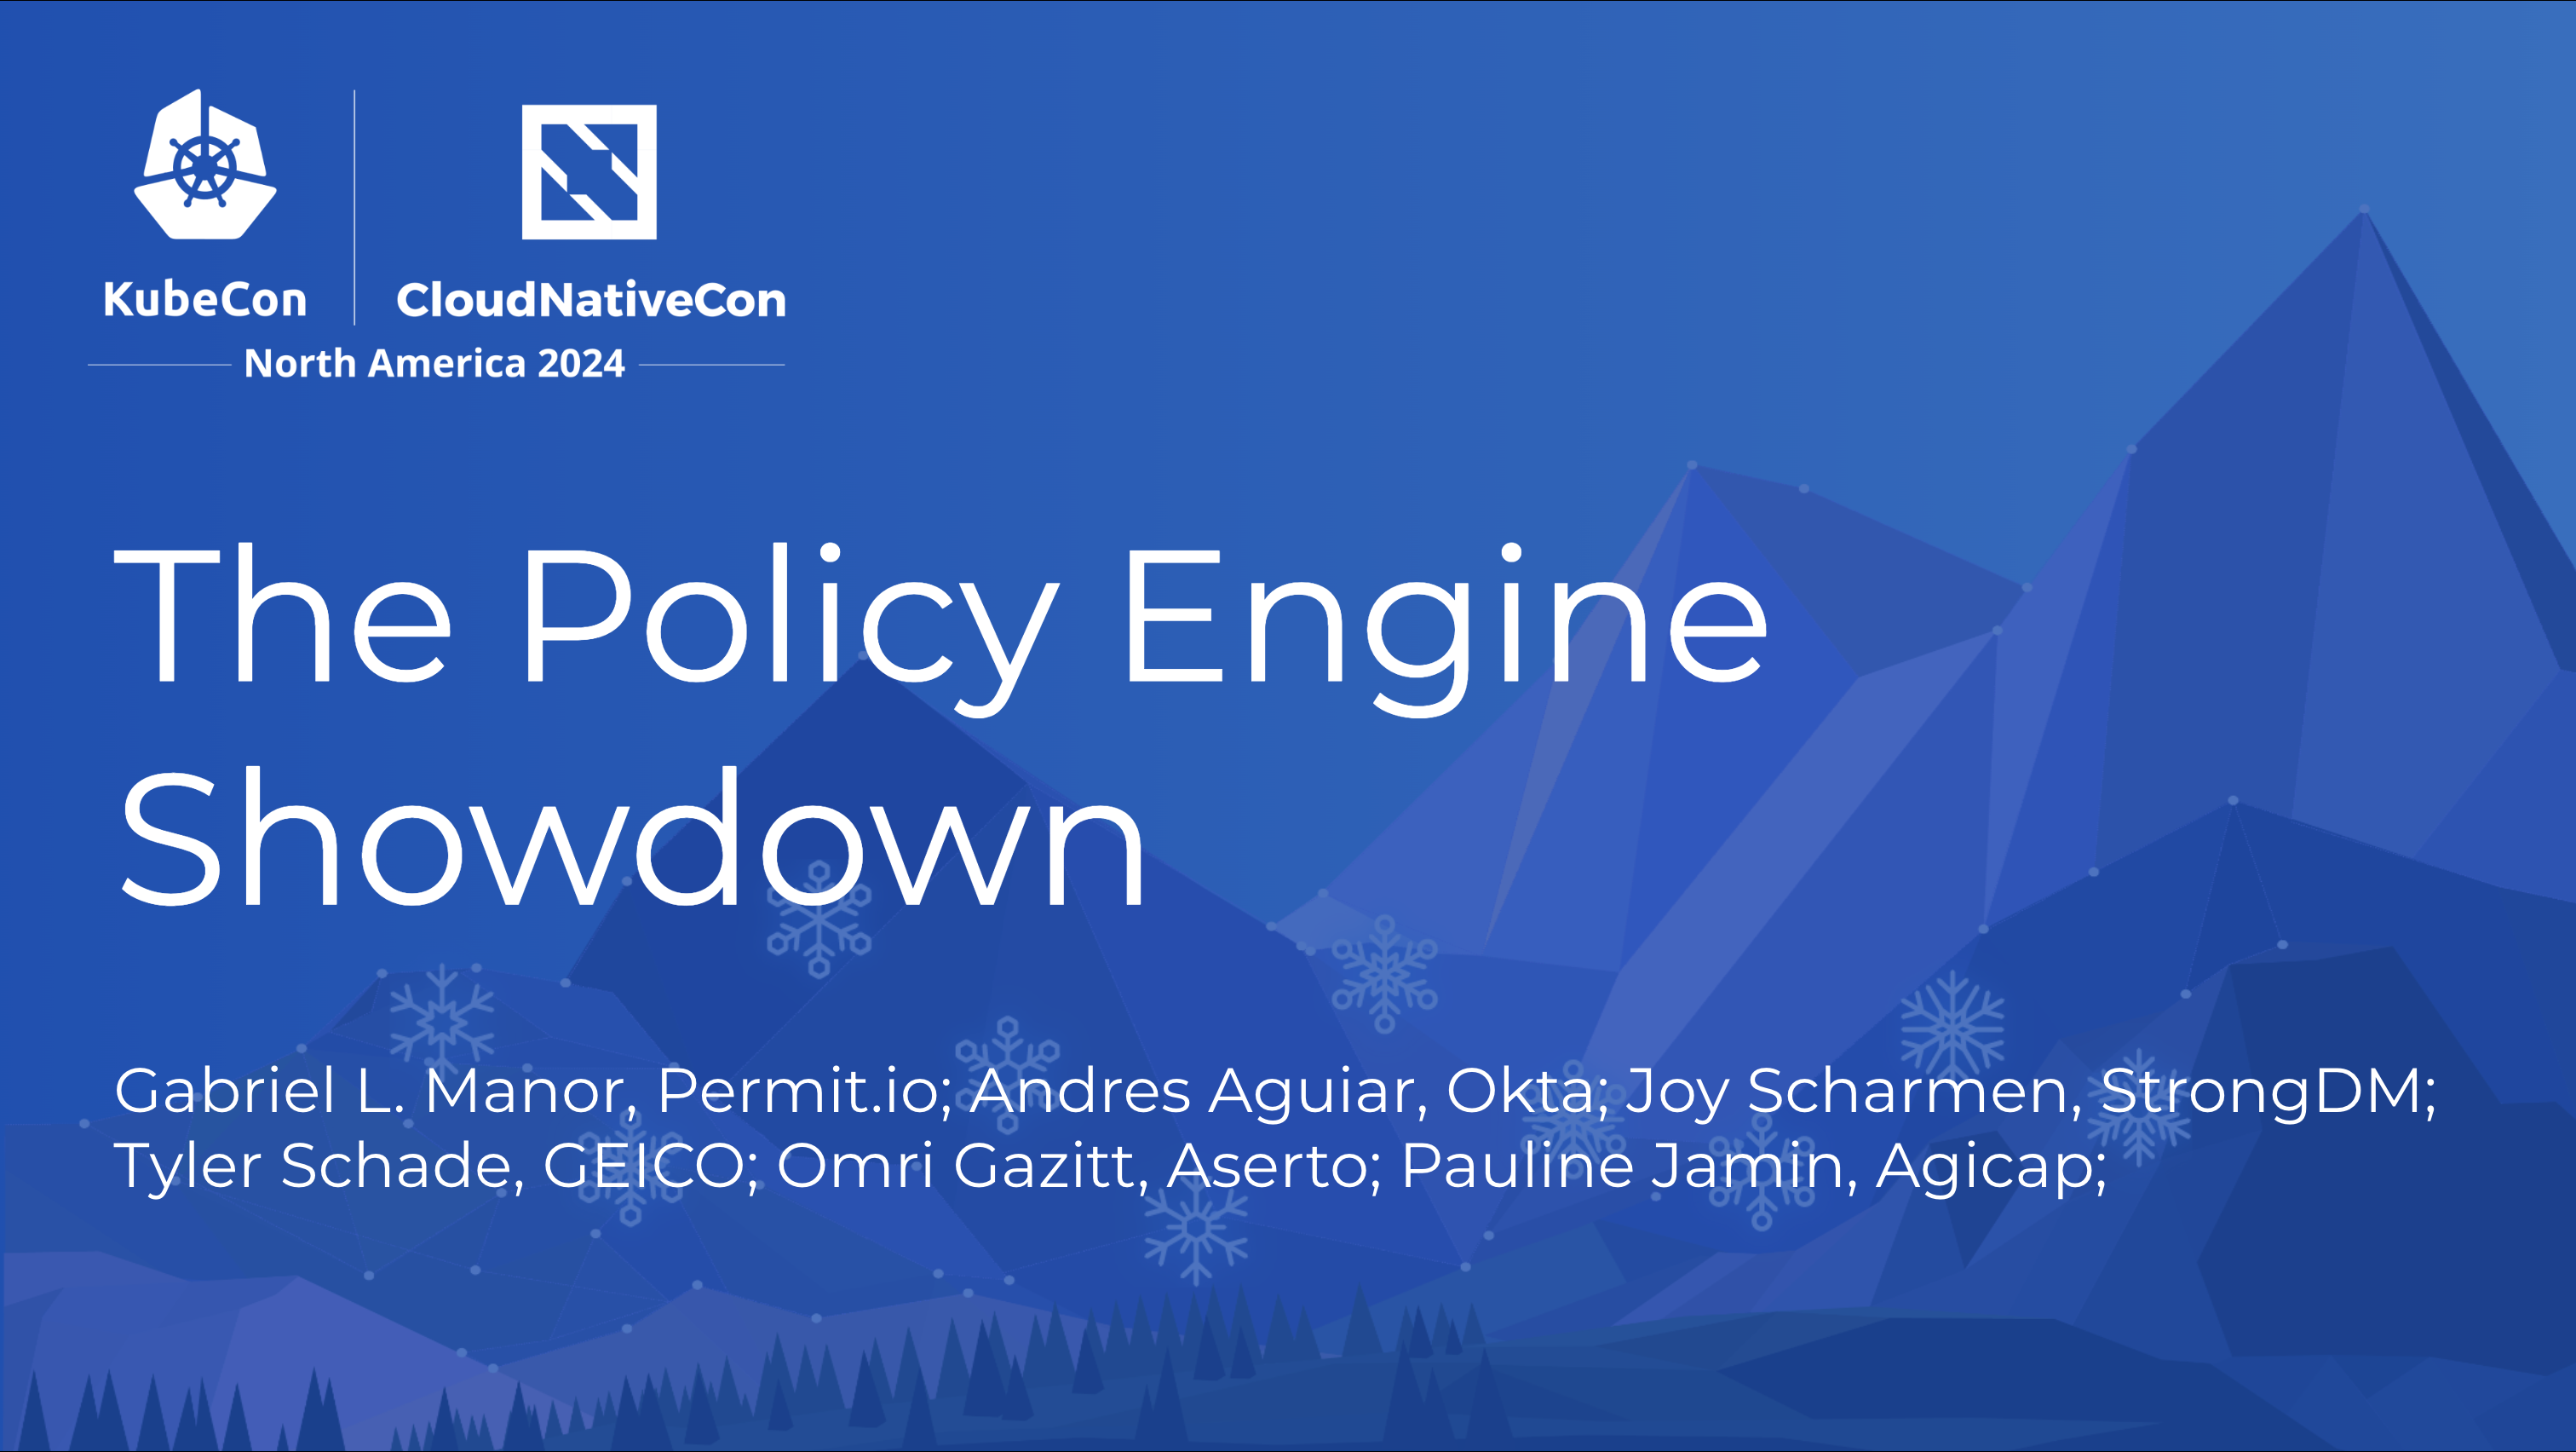 KubeCon
CloudNativeCon
North America 2024
The Policy Engine
Showdown
Gabriel L. Manor, Permit.io; Andres Aguiar, Okta; Joy Scharmen, StrongDM;
Tyler Schade, GEICO; Omri Gazitt, Aserto; Pauline Jamin, Agicap;